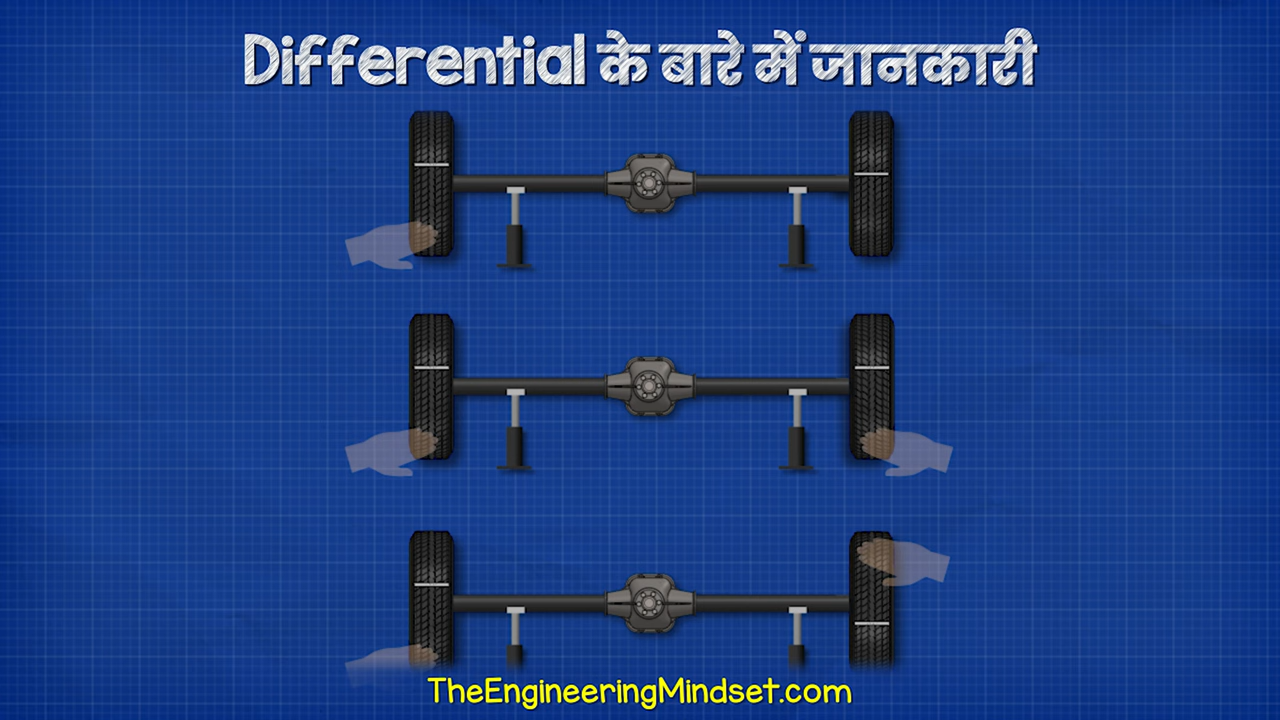 Differential के बारे में जानकारी
TheEngineeringMindset.com